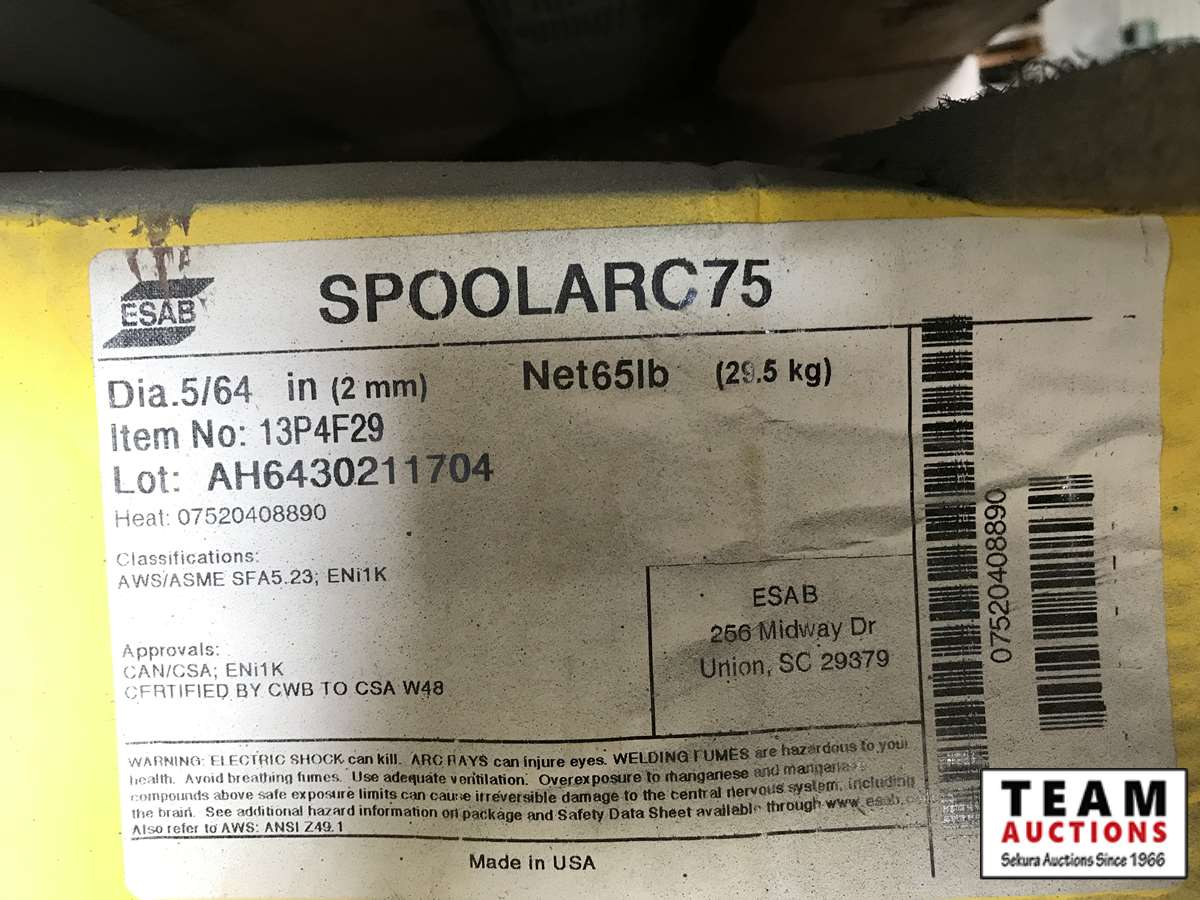 ESAB
SPOOLARC75
Dia.5/64 in (2 mm) Net65lb (29.5 kg)
Item No: 13P4F29
Lot: AH6430211704
Heat: 07520408890
Classifications:
AWS/ASME SFA5.23; ENi1K
Approvals:
CAN/CSA; ENi1K
CERTIFIED BY CWB TO CSA W48
ESAB
256 Midway Dr
Union, SC 29379
07520408890
WARNING: ELECTRIC SHOCK can kill. ARC RAYS can injure eyes. WELDING FUMES are hazardous to your
health. Avoid breathing fumes. Use adequate ventilation. Overexposure to manganese and manganese
compounds above safe exposure limits can cause irreversible damage to the central nervous system, including
the brain. See additional hazard information on package and Safety Data Sheet available through www.esab.
Also refer to AWS: ANSI Z49.1
Made in USA
TEAM
AUCTIONS
Sekura Auctions Since 1966